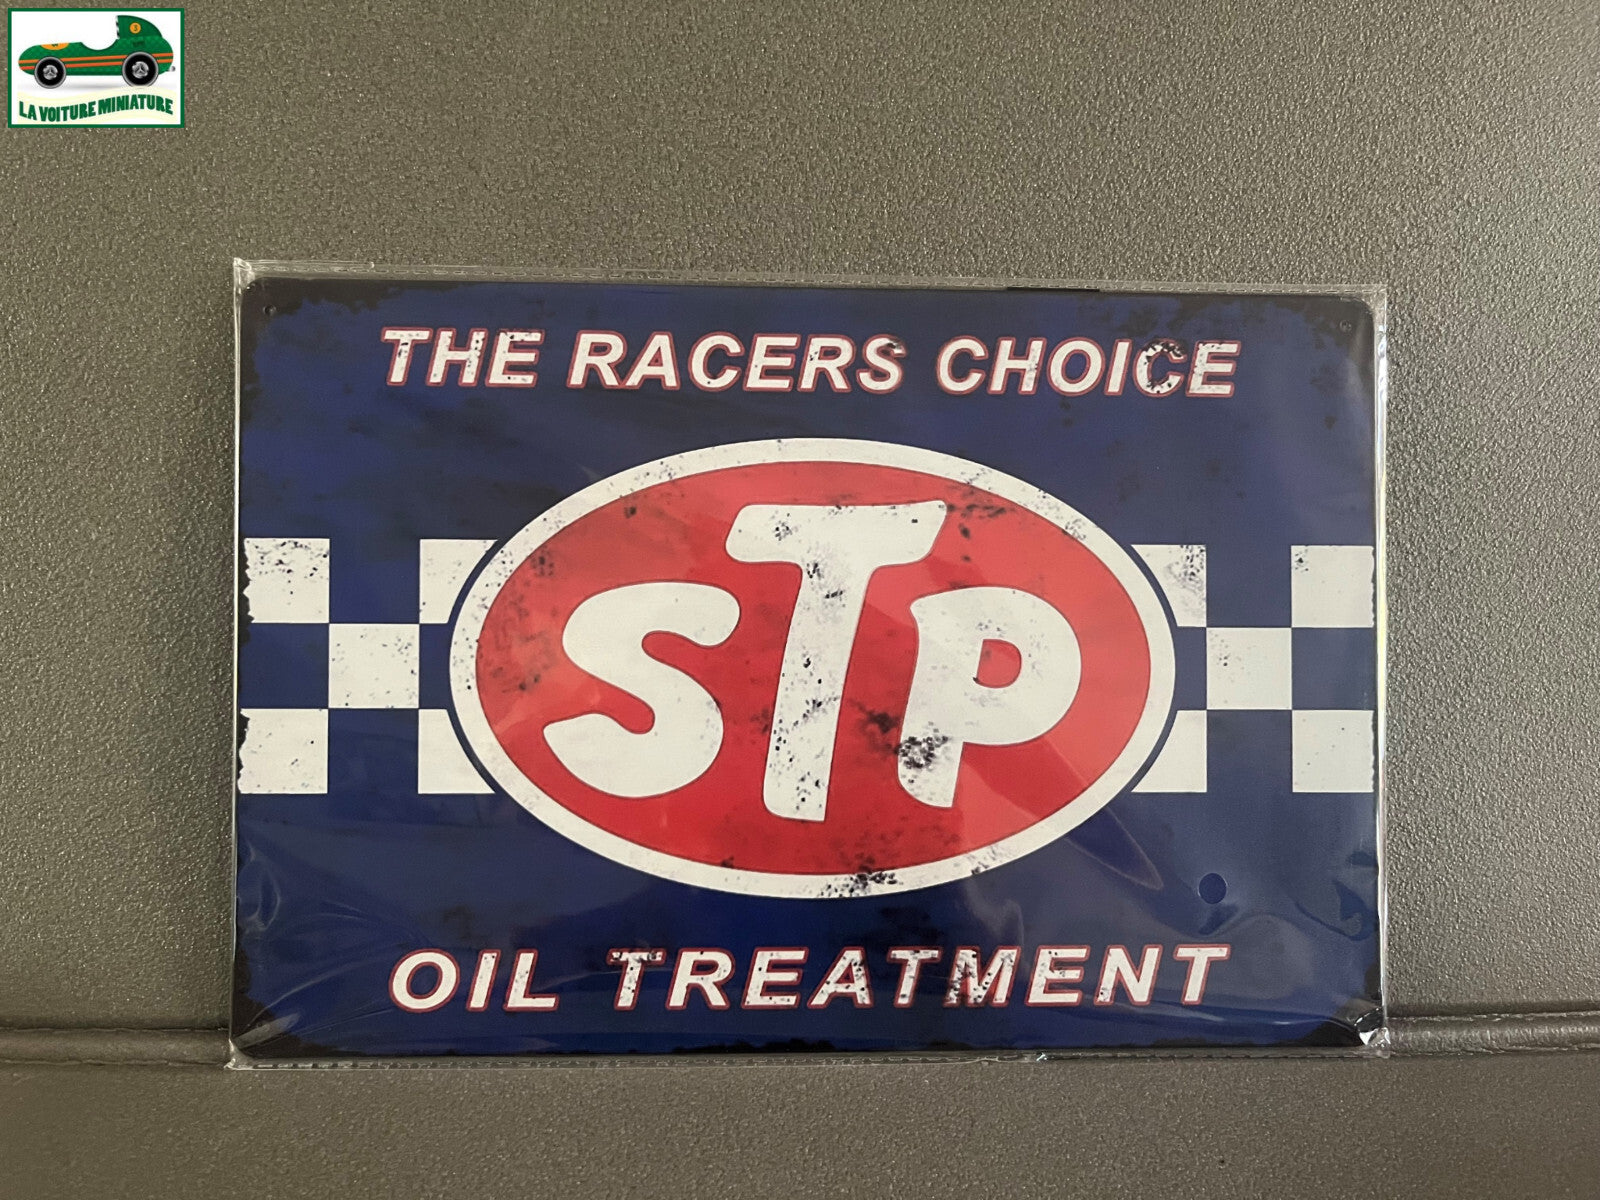 LA VOITURE MINIATURE
THE RACERS CHOICE
STP
OIL TREATMENT